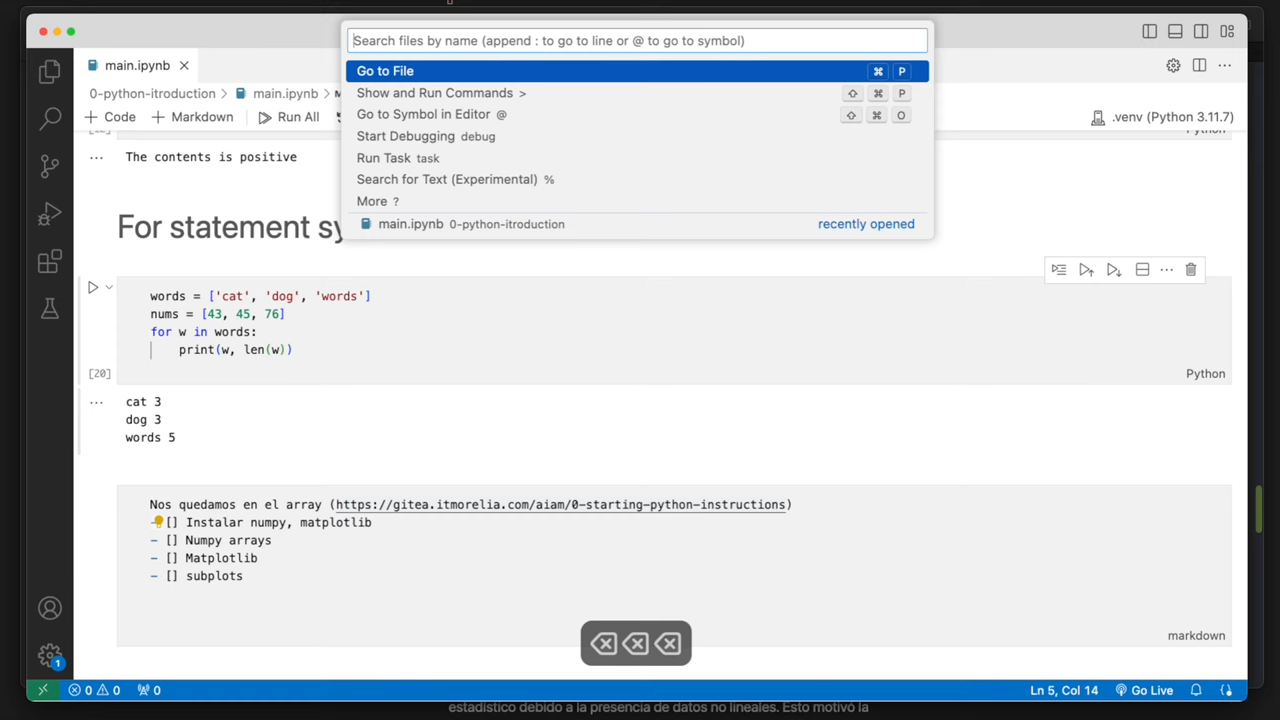 Search files by name (append : to go to line or @ to go to symbol)
main.ipynb
Go to File ⌘ P
Show and Run Commands > ⇧ ⌘ P
Go to Symbol in Editor @ ⇧ ⌘ O
Start Debugging debug
Run Task task
Search for Text (Experimental) %
More ?
main.ipynb 0-python-itroduction recently opened
0-python-itroduction > main.ipynb >
+ Code + Markdown Run All .venv (Python 3.11.7)
Python
The contents is positive
For statement sy
words = ['cat', 'dog', 'words']
nums = [43, 45, 76]
for w in words:
print(w, len(w))
[20] Python
cat 3
dog 3
words 5
Nos quedamos en el array (https://gitea.itmorelia.com/aiam/0-starting-python-instructions)
- [] Instalar numpy, matplotlib
- [] Numpy arrays
- [] Matplotlib
- [] subplots
markdown
1
0 0 0 Ln 5, Col 14 Go Live
estadístico debido a la presencia de datos no lineales. Esto motivó la